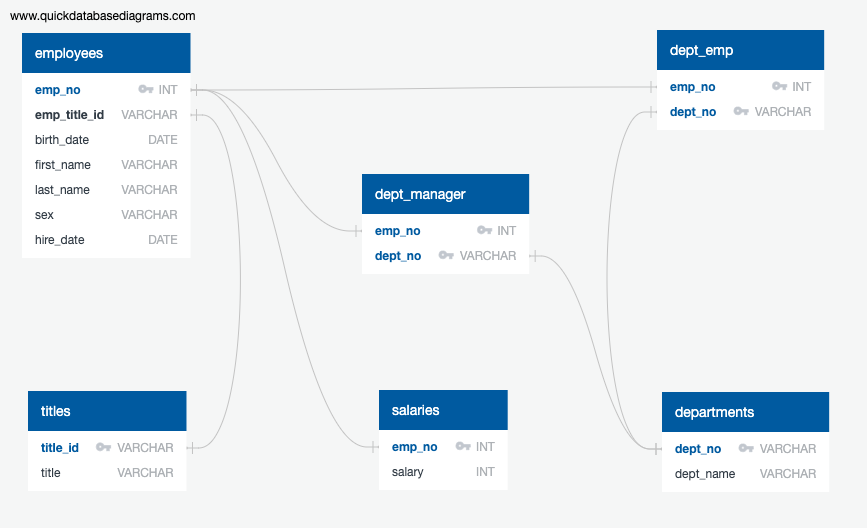 www.quickdatabasediagrams.com
employees
emp_no INT
emp_title_id VARCHAR
birth_date DATE
first_name VARCHAR
last_name VARCHAR
sex VARCHAR
hire_date DATE
dept_emp
emp_no INT
dept_no VARCHAR
dept_manager
emp_no INT
dept_no VARCHAR
titles
title_id VARCHAR
title VARCHAR
salaries
emp_no INT
salary INT
departments
dept_no VARCHAR
dept_name VARCHAR